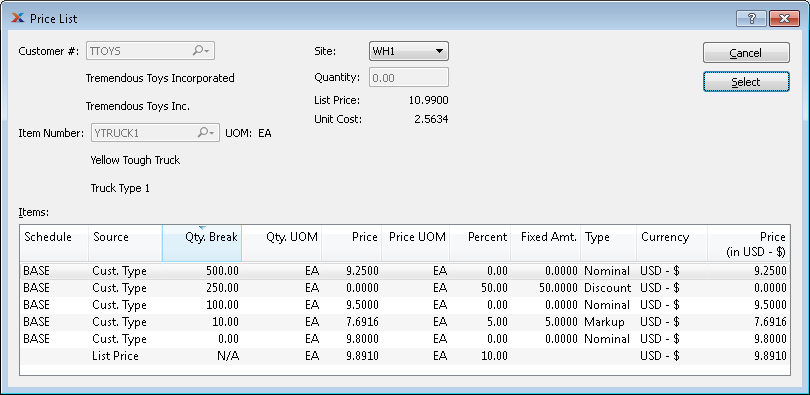 Price List
Customer #: TTOYS Site: WH1 Cancel
Tremendous Toys Incorporated Quantity: 0.00 Select
Tremendous Toys Inc. List Price: 10.9900
Unit Cost: 2.5634
Item Number: YTRUCK1 UOM: EA
Yellow Tough Truck
Truck Type 1
Items:
Schedule Source Qty. Break Qty. UOM Price Price UOM Percent Fixed Amt. Type Currency Price
(in USD - $)
BASE Cust. Type 500.00 EA 9.2500 EA 0.00 0.0000 Nominal USD - $ 9.2500
BASE Cust. Type 250.00 EA 0.0000 EA 50.00 50.0000 Discount USD - $ 0.0000
BASE Cust. Type 100.00 EA 9.5000 EA 0.00 0.0000 Nominal USD - $ 9.5000
BASE Cust. Type 10.00 EA 7.6916 EA 5.00 5.0000 Markup USD - $ 7.6916
BASE Cust. Type 0.00 EA 9.8000 EA 0.00 0.0000 Nominal USD - $ 9.8000
List Price N/A EA 9.8910 EA 10.00 USD - $ 9.8910